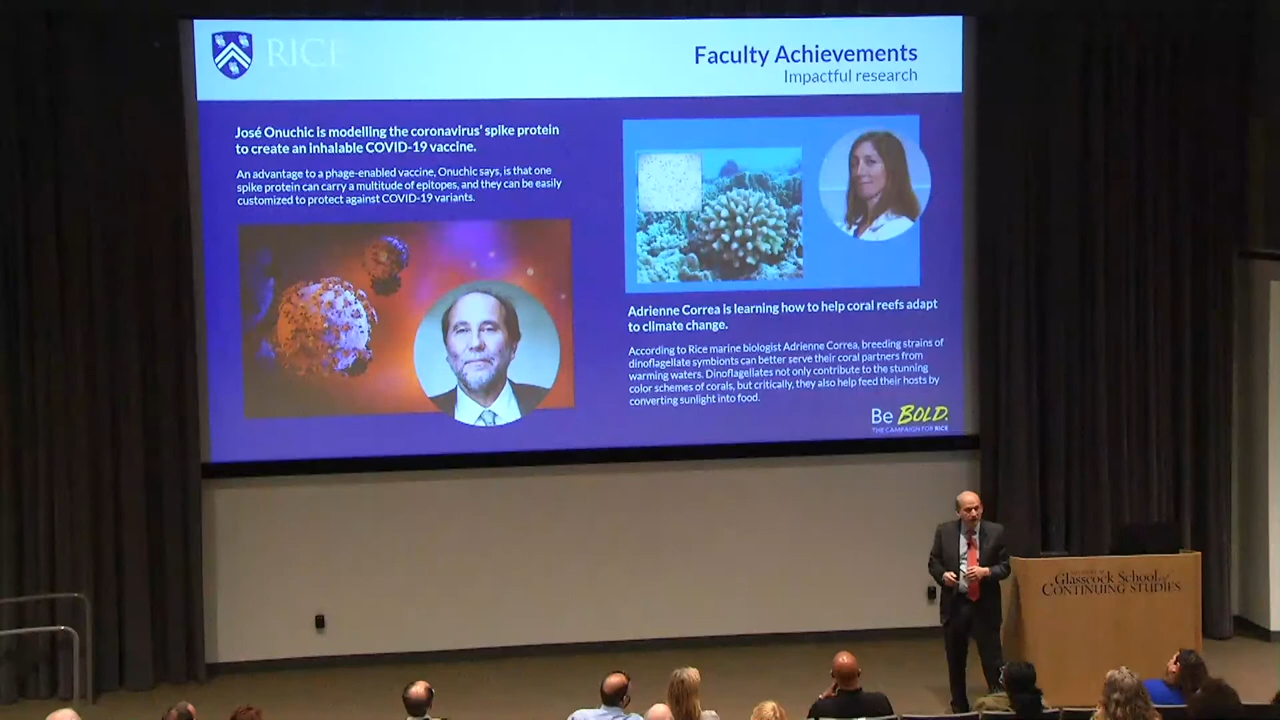 RICE
Faculty Achievements
Impactful research
José Onuchic is modelling the coronavirus' spike protein
to create an inhalable COVID-19 vaccine.
An advantage to a phage-enabled vaccine, Onuchic says, is that one
spike protein can carry a multitude of epitopes, and they can be easily
customized to protect against COVID-19 variants.
Adrienne Correa is learning how to help coral reefs adapt
to climate change.
According to Rice marine biologist Adrienne Correa, breeding strains of
dinoflagellate symbionts can better serve their coral partners from
warming waters. Dinoflagellates not only contribute to the stunning
color schemes of corals, but critically, they also help feed their hosts by
converting sunlight into food.
Be BOLD.
THE CAMPAIGN FOR RICE
Glasscock School of
CONTINUING STUDIES